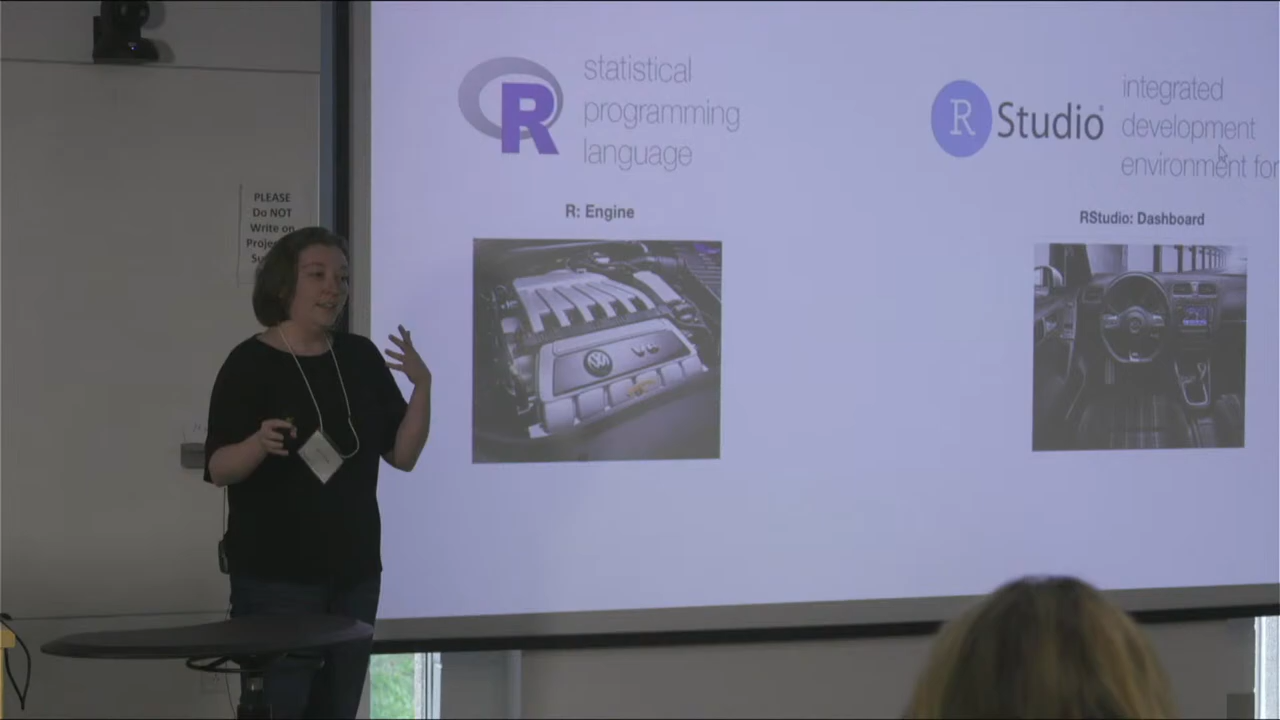 R
statistical
programming
language
R Studio®
integrated
development
environment for
R: Engine
RStudio: Dashboard
V6
PLEASE
Do NOT
Write on